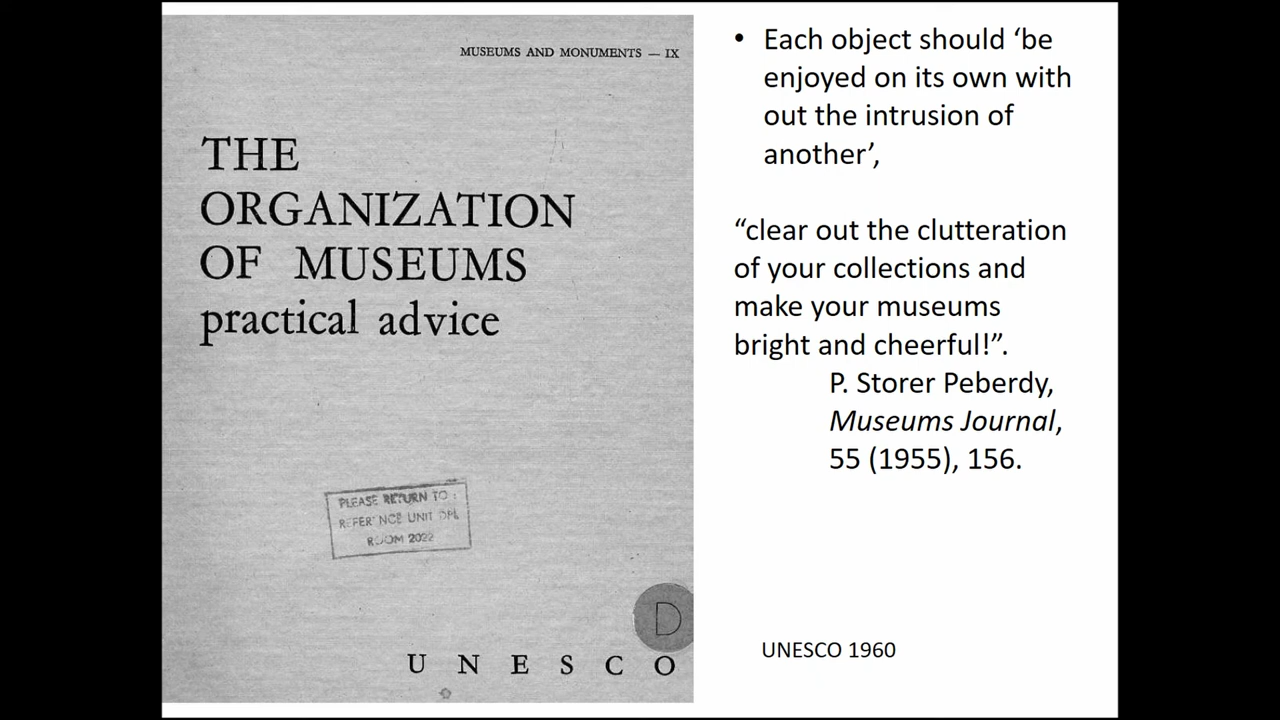 MUSEUMS AND MONUMENTS — IX
THE
ORGANIZATION
OF MUSEUMS
practical advice
PLEASE RETURN TO :
REFERENCE UNIT DPL
ROOM 2022
D
U N E S C O
• Each object should ‘be
enjoyed on its own with
out the intrusion of
another’,
“clear out the clutteration
of your collections and
make your museums
bright and cheerful!”.
P. Storer Peberdy,
Museums Journal,
55 (1955), 156.
UNESCO 1960